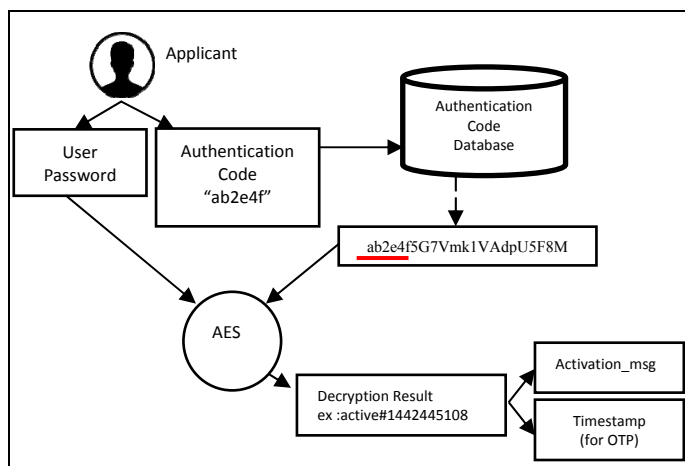 Applicant
Authentication
Code
Database
User
Password
Authentication
Code
“ab2e4f”
ab2e4f5G7Vmk1VAdpU5F8M
AES
Decryption Result
ex :active#1442445108
Activation_msg
Timestamp
(for OTP)